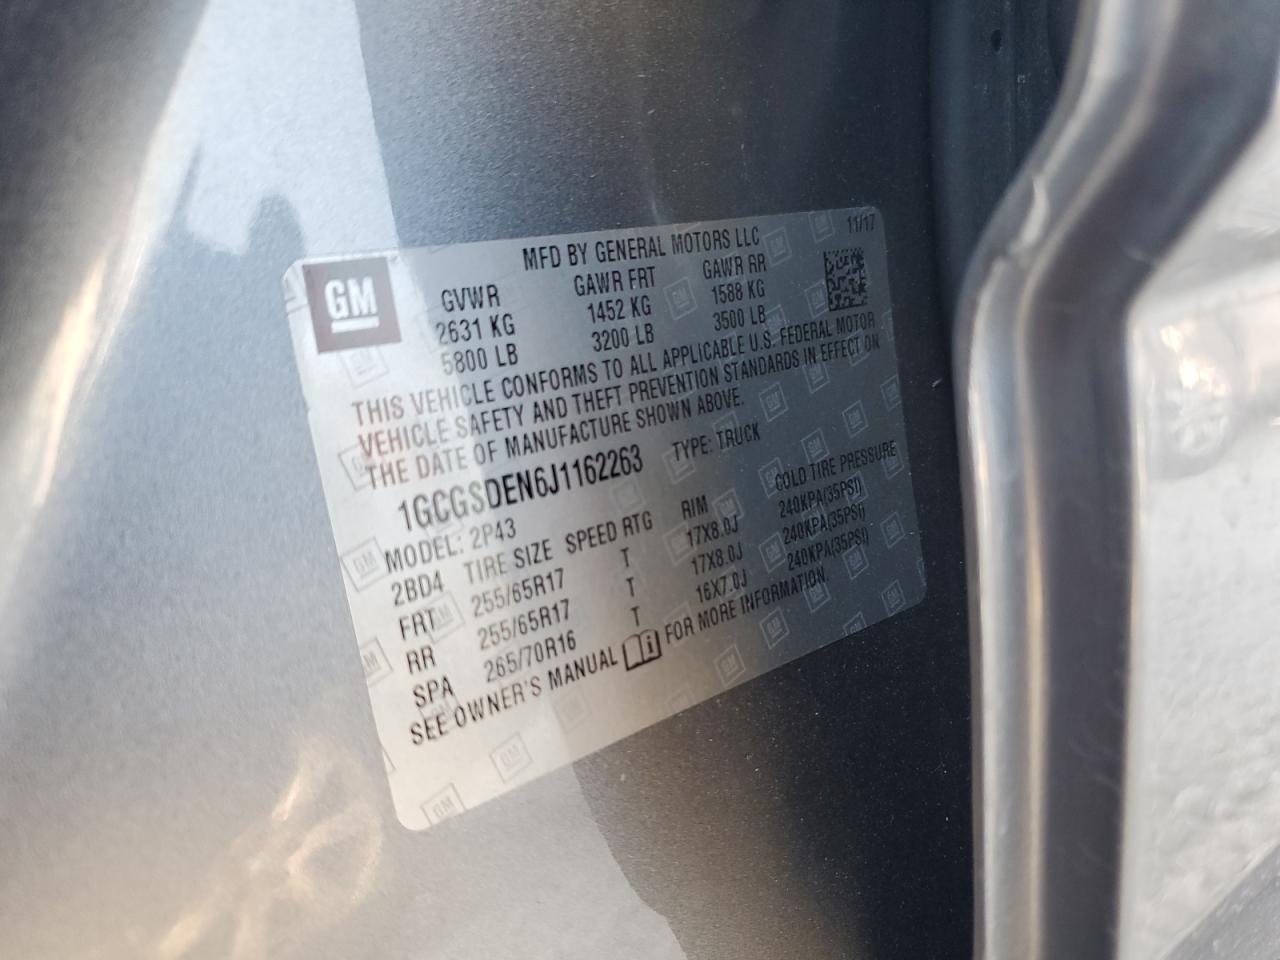 11/17
MFD BY GENERAL MOTORS LLC
GM
GVWR GAWR FRT GAWR RR
2631 KG 1452 KG 1588 KG
5800 LB 3200 LB 3500 LB
THIS VEHICLE CONFORMS TO ALL APPLICABLE U.S. FEDERAL MOTOR
VEHICLE SAFETY AND THEFT PREVENTION STANDARDS IN EFFECT ON
THE DATE OF MANUFACTURE SHOWN ABOVE.
1GCGSDEN6J1162263 TYPE: TRUCK
MODEL: 2P43
2BD4 TIRE SIZE SPEED RTG RIM COLD TIRE PRESSURE
FRT 255/65R17 T 17X8.0J 240KPA(35PSI)
RR 255/65R17 T 17X8.0J 240KPA(35PSI)
SPA 265/70R16 T 16X7.0J 240KPA(35PSI)
SEE OWNER'S MANUAL FOR MORE INFORMATION.